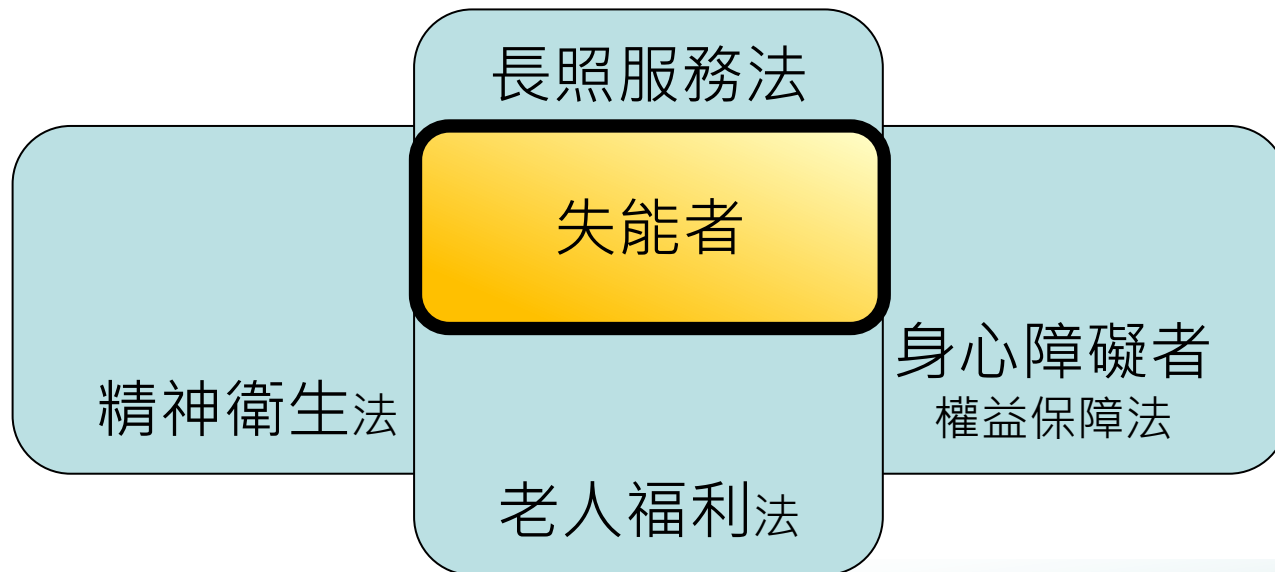 長照服務法
失能者
精神衛生法
身心障礙者
權益保障法
老人福利法